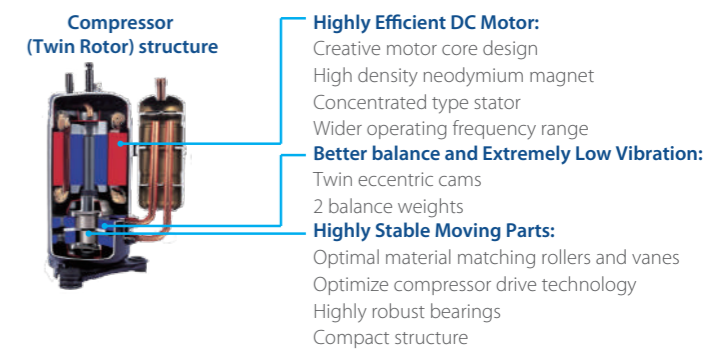 Compressor
(Twin Rotor) structure
Highly Efficient DC Motor:
Creative motor core design
High density neodymium magnet
Concentrated type stator
Wider operating frequency range
Better balance and Extremely Low Vibration:
Twin eccentric cams
2 balance weights
Highly Stable Moving Parts:
Optimal material matching rollers and vanes
Optimize compressor drive technology
Highly robust bearings
Compact structure